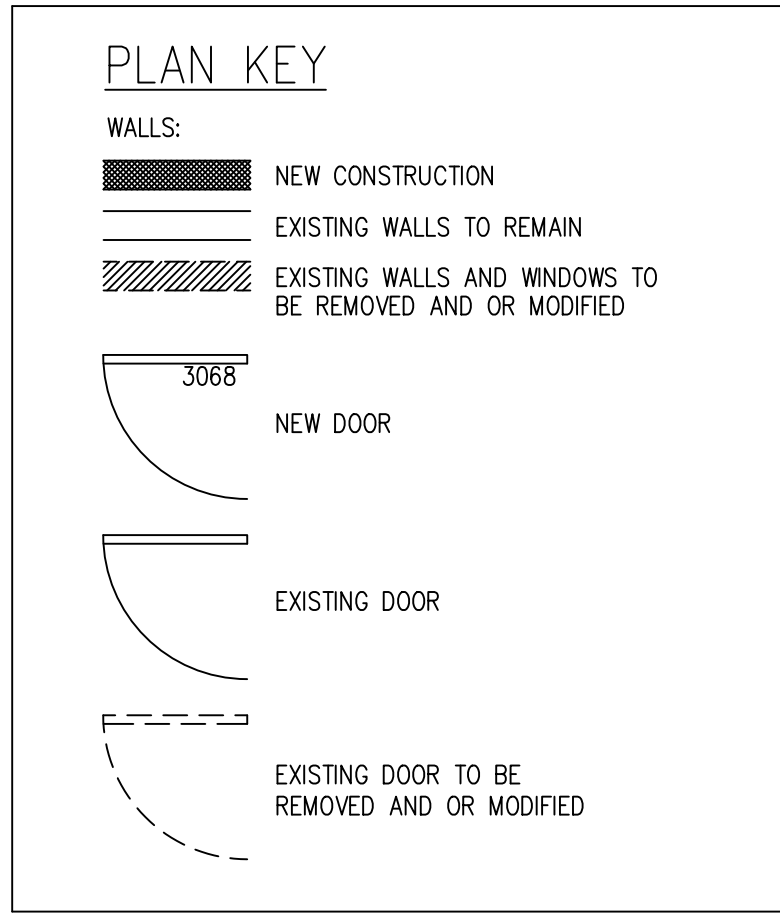 PLAN KEY
WALLS:
NEW CONSTRUCTION
EXISTING WALLS TO REMAIN
EXISTING WALLS AND WINDOWS TO
BE REMOVED AND OR MODIFIED
3068
NEW DOOR
EXISTING DOOR
EXISTING DOOR TO BE
REMOVED AND OR MODIFIED